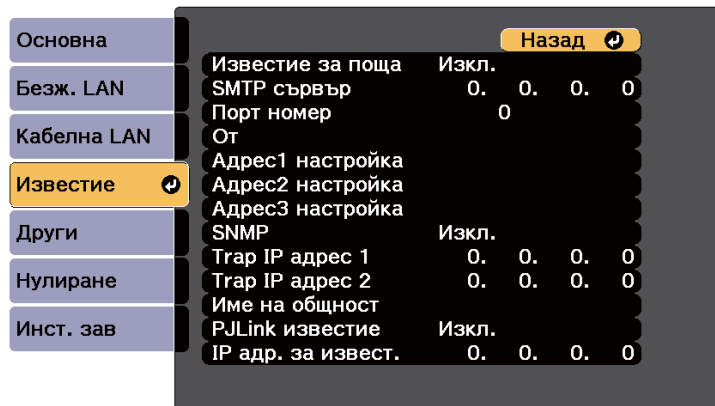 Основна
Безж. LAN
Кабелна LAN
Известие
Други
Нулиране
Инст. зав
Назад
Известие за поща Изкл.
SMTP сървър 0. 0. 0. 0
Порт номер 0
От
Адрес1 настройка
Адрес2 настройка
Адрес3 настройка
SNMP Изкл.
Trap IP адрес 1 0. 0. 0. 0
Trap IP адрес 2 0. 0. 0. 0
Име на общност
PJLink известие Изкл.
IP адр. за извест. 0. 0. 0. 0